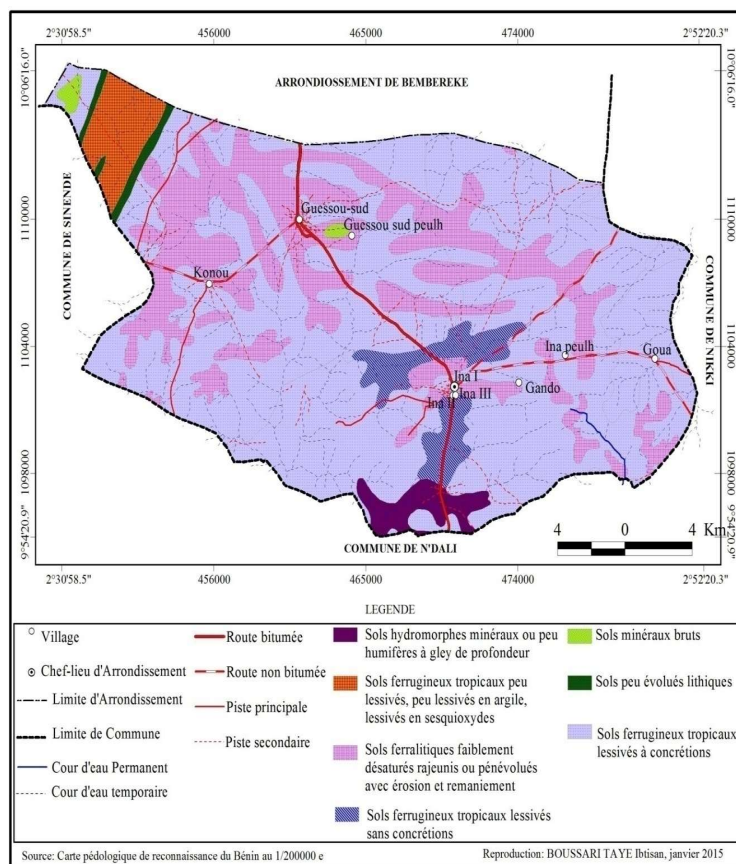 2°30'58.5"
456000
465000
474000
2°52'20.3"
10°06'16.0"
10°06'16.0"
ARRONDIOSSEMENT DE BEMBEREKE
COMMUNE DE SINENDE
1110000
1110000
Guessou-sud
Guessou sud peulh
Konou
COMMUNE DE NIKKI
1104000
1104000
Ina peulh
Goua
Ina I
Gando
Ina II
Ina III
1098000
1098000
9°54'20.9"
9°54'20.9"
4 0 4 Km
COMMUNE DE N'DALI
2°30'58.5"
456000
465000
474000
2°52'20.3"
LEGENDE
Village
Chef-lieu d'Arrondissement
Limite d'Arrondissement
Limite de Commune
Cour d'eau Permanent
Cour d'eau temporaire
Route bitumée
Route non bitumée
Piste principale
Piste secondaire
Sols hydromorphes minéraux ou peu
humifères à gley de profondeur
Sols ferrugineux tropicaux peu
lessivés, peu lessivés en argile,
lessivés en sesquioxydes
Sols ferralitiques faiblement
désaturés rajeunis ou pénévolués
avec érosion et remaniement
Sols ferrugineux tropicaux lessivés
sans concrétions
Sols minéraux bruts
Sols peu évolués lithiques
Sols ferrugineux tropicaux
lessivés à concrétions
Source: Carte pédologique de reconnaissance du Bénin au 1/200000 e
Reproduction: BOUSSARI TAYE Ibtisan, janvier 2015